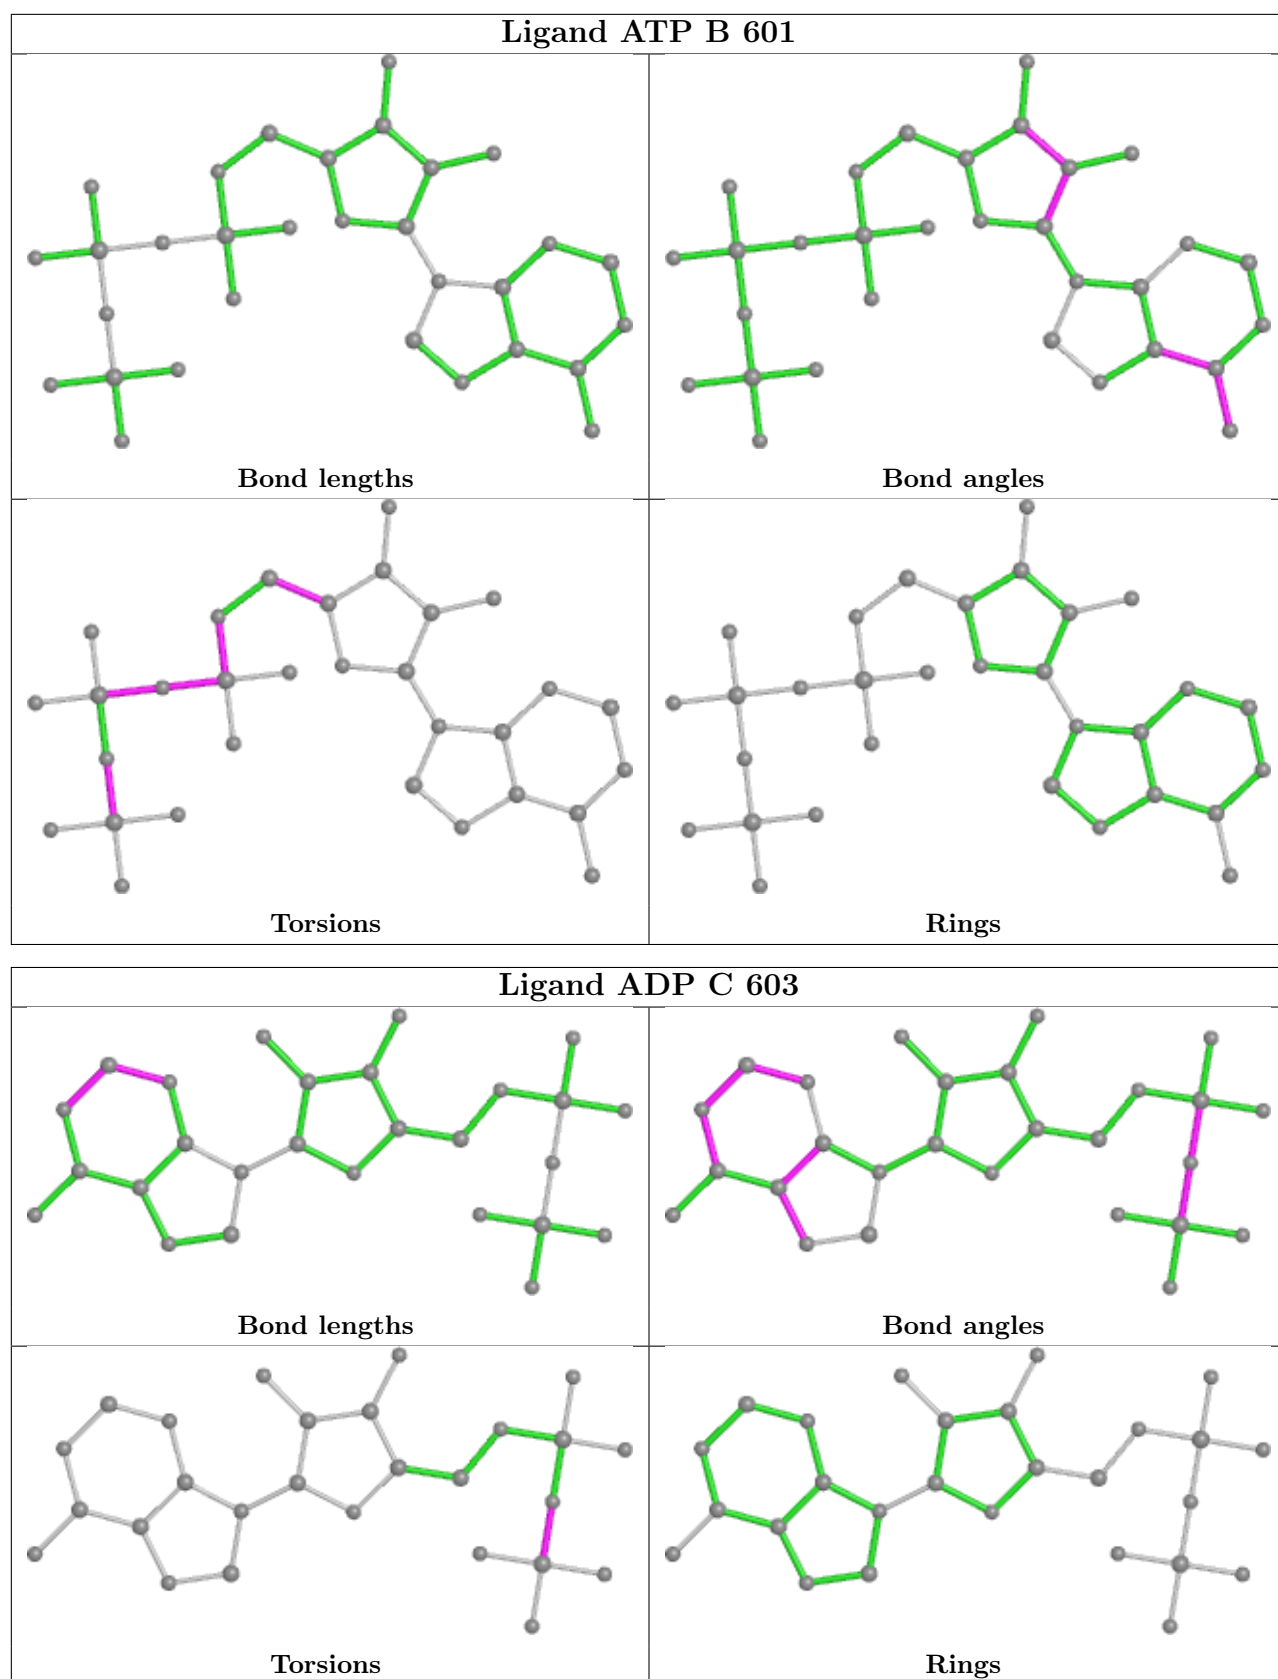 Ligand ATP B 601
Bond lengths
Bond angles
Torsions
Rings
Ligand ADP C 603
Bond lengths
Bond angles
Torsions
Rings